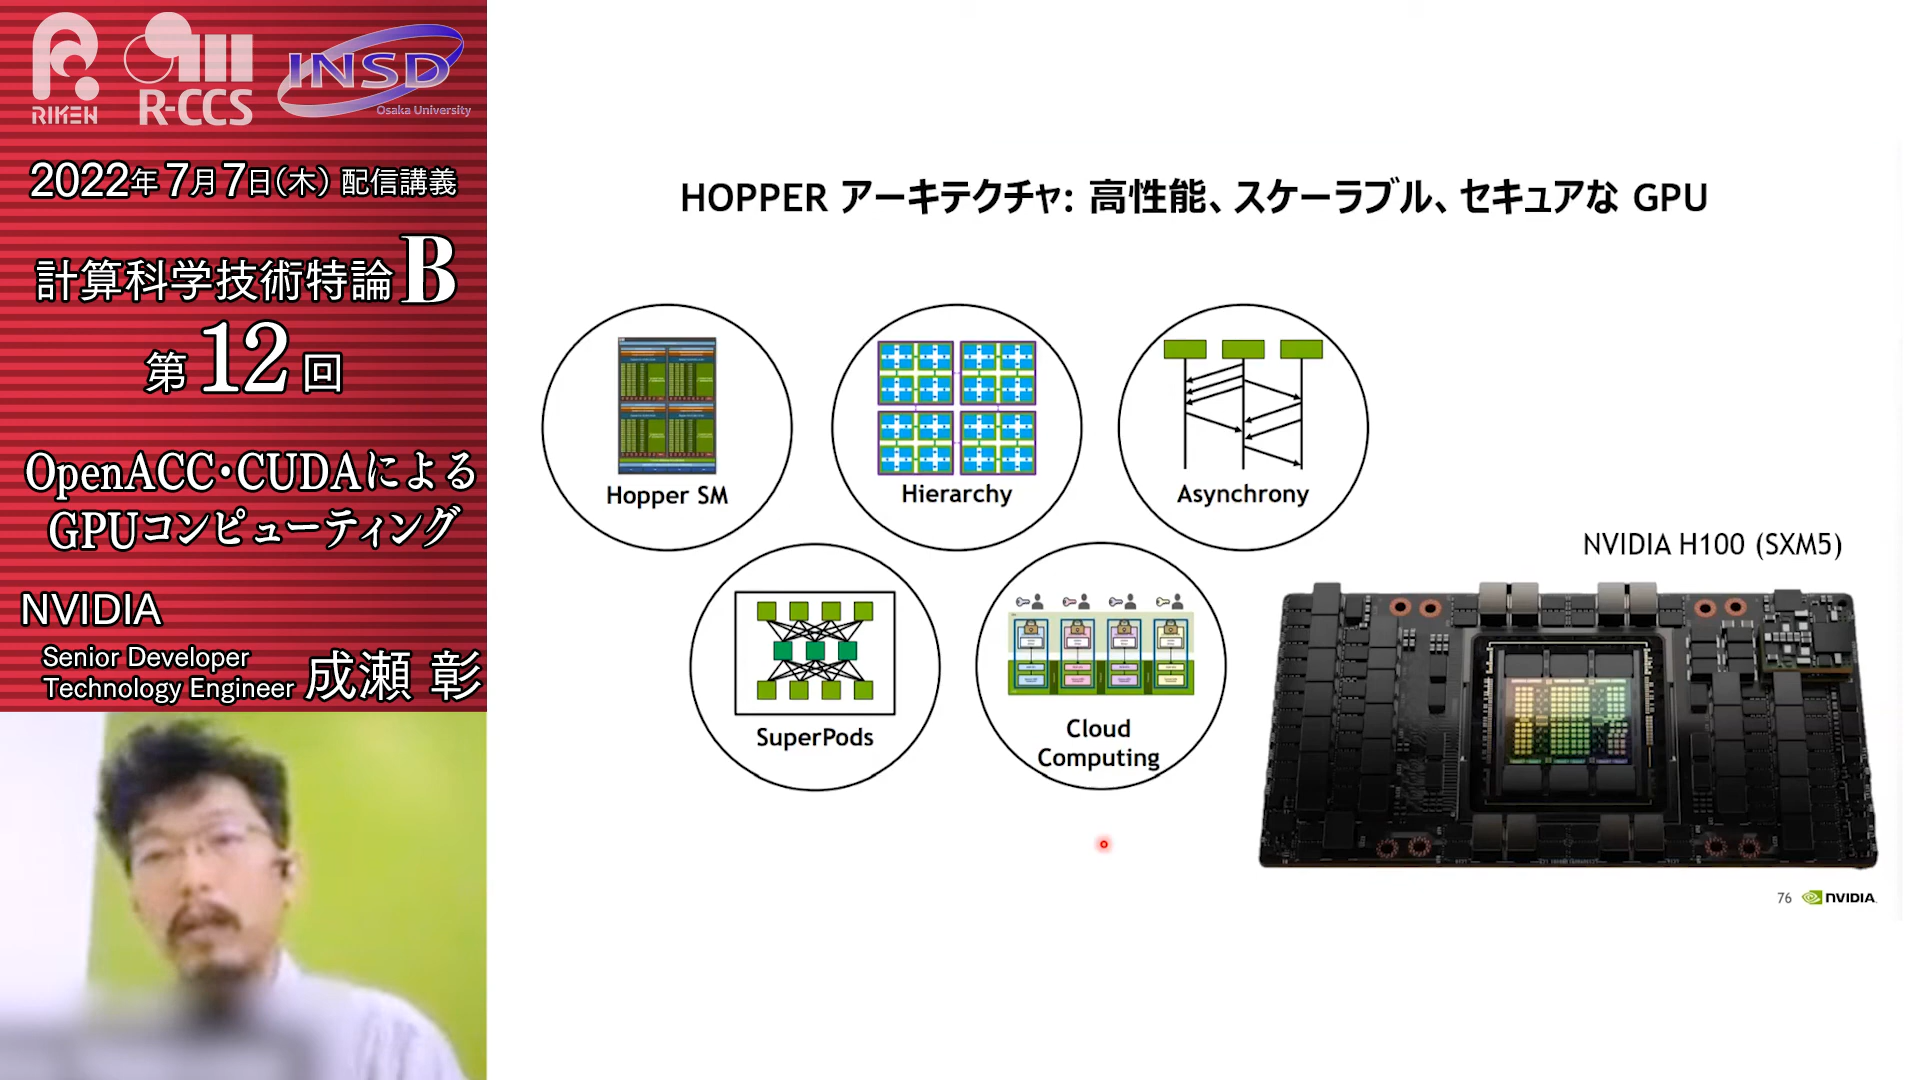 RIKEN
R-CCS
INSD
Osaka University
2022年 7月7日(木) 配信講義
計算科学技術特論 B
第 12 回
OpenACC・CUDAによる
GPUコンピューティング
NVIDIA
Senior Developer
Technology Engineer 成瀬 彰
HOPPER アーキテクチャ: 高性能、スケーラブル、セキュアな GPU
Hopper SM
Hierarchy
Asynchrony
SuperPods
Cloud
Computing
NVIDIA H100 (SXM5)
76 NVIDIA.